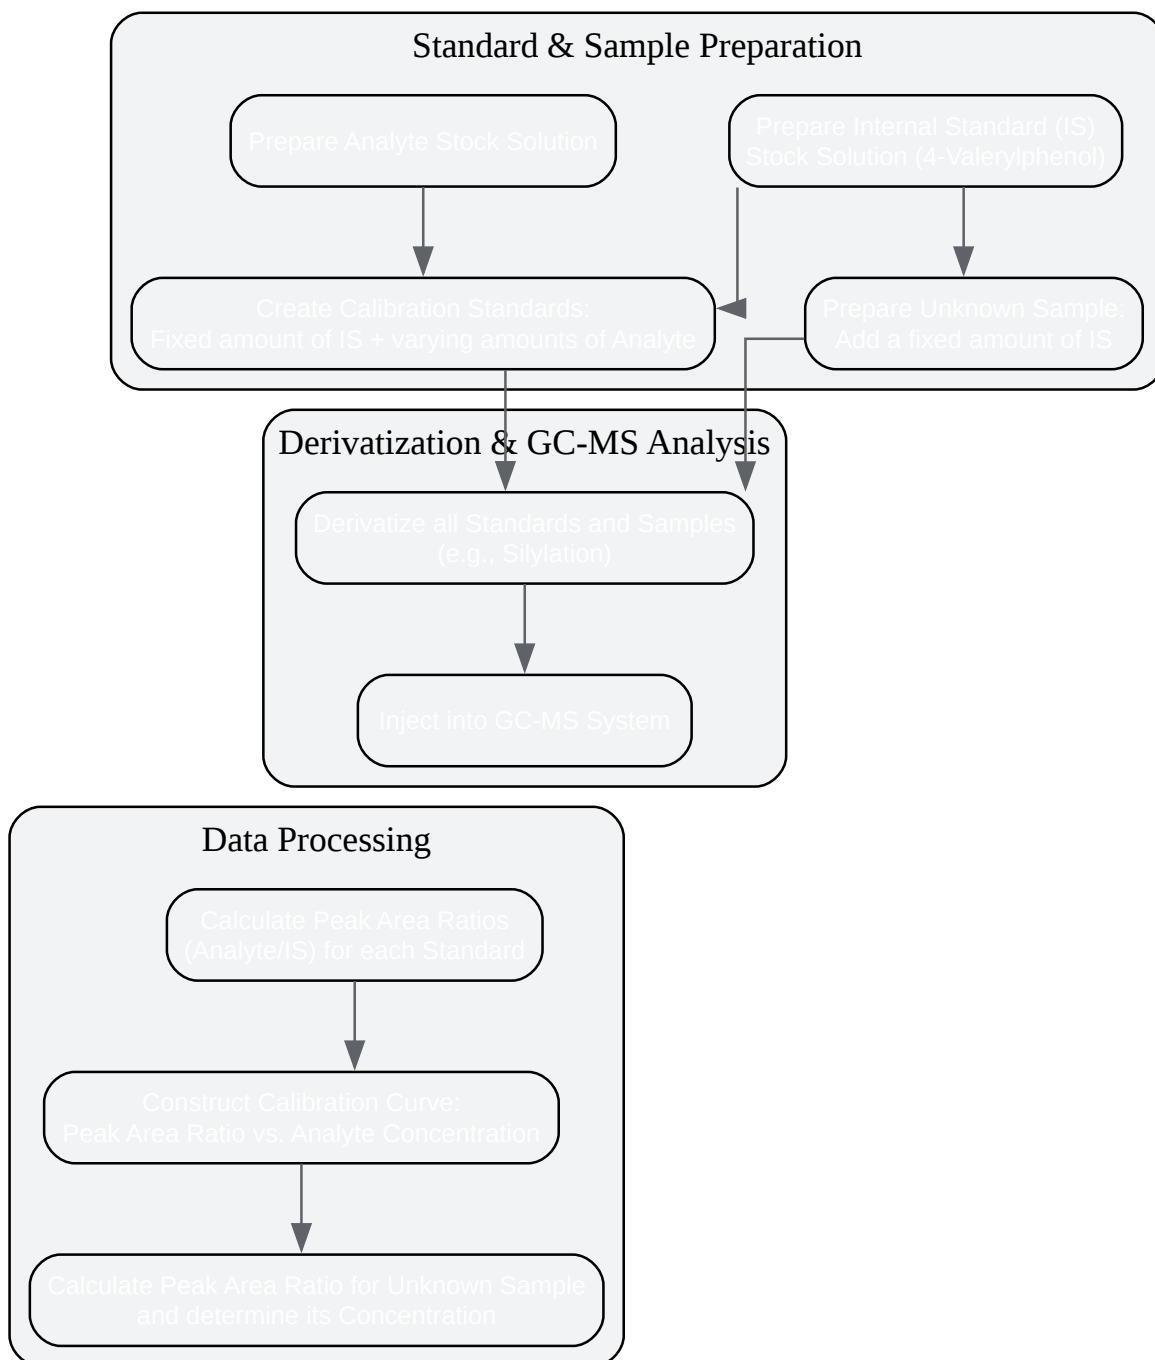 Standard & Sample Preparation
Prepare Analyte Stock Solution
Prepare Internal Standard (IS)
Stock Solution (4-Valerylphenol)
Create Calibration Standards:
Fixed amount of IS + varying amounts of Analyte
Prepare Unknown Sample:
Add a fixed amount of IS
Derivatization & GC-MS Analysis
Derivatize all Standards and Samples
(e.g., Silylation)
Inject into GC-MS System
Data Processing
Calculate Peak Area Ratios
(Analyte/IS) for each Standard
Construct Calibration Curve:
Peak Area Ratio vs. Analyte Concentration
Calculate Peak Area Ratio for Unknown Sample
and determine its Concentration